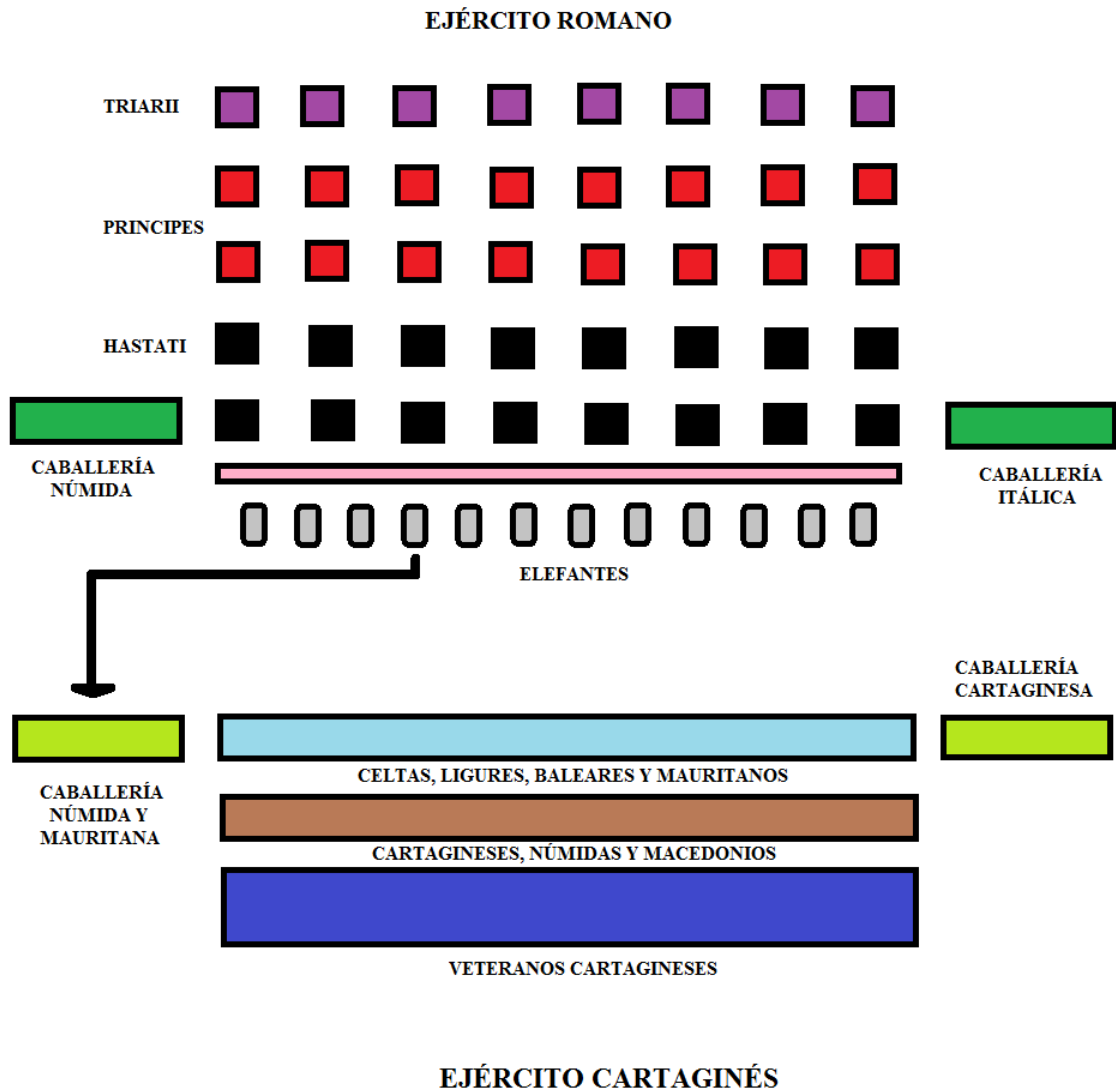 EJÉRCITO ROMANO
TRIARII
PRINCIPES
HASTATI
CABALLERÍA
NÚMIDA
CABALLERÍA
ITÁLICA
ELEFANTES
CABALLERÍA
CARTAGINESA
CELTAS, LIGURES, BALEARES Y MAURITANOS
CABALLERÍA
NÚMIDA Y
MAURITANA
CARTAGINESES, NÚMIDAS Y MACEDONIOS
VETERANOS CARTAGINESES
EJÉRCITO CARTAGINÉS